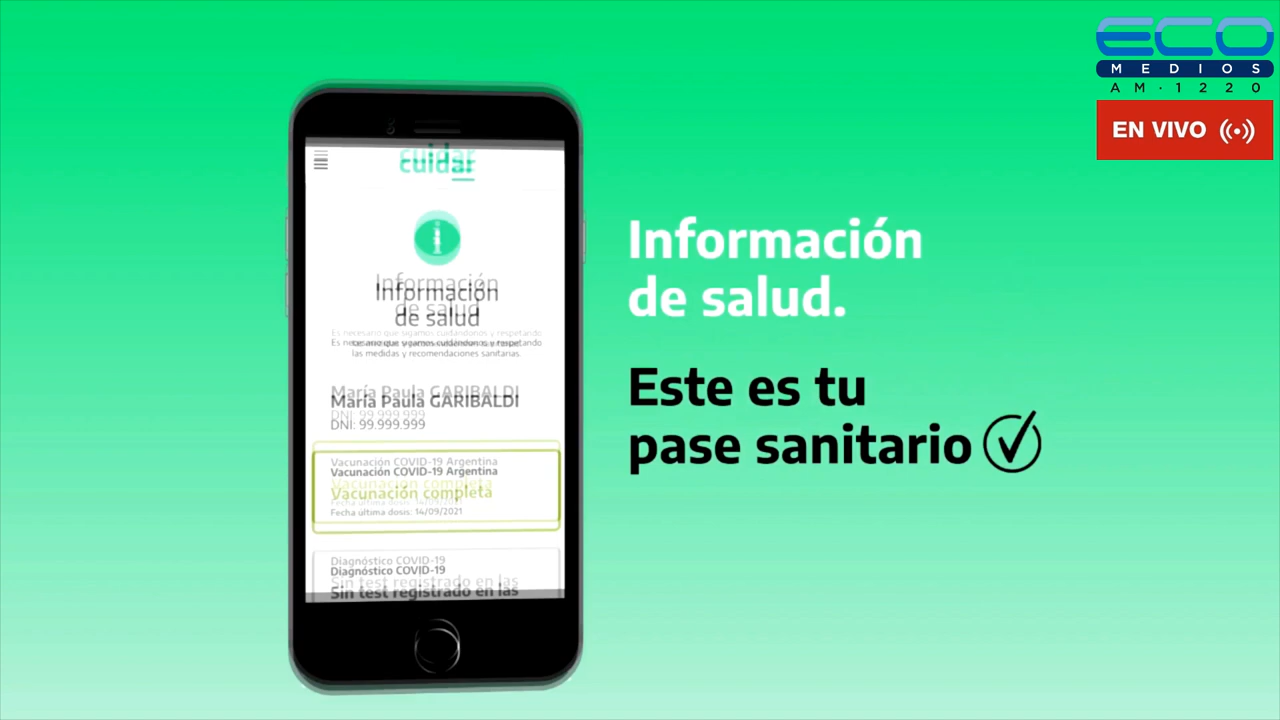 ECO
MEDIOS
AM·1220
EN VIVO
cuidar
Información
de salud
Es necesario que sigamos cuidándonos y respetando
las medidas y recomendaciones sanitarias.
María Paula GARIBALDI
DNI: 99.999.999
Vacunación COVID-19 Argentina
Vacunación completa
Fecha última dosis: 14/09/2021
Diagnóstico COVID-19
Sin test registrado en las
Información
de salud.
Este es tu
pase sanitario